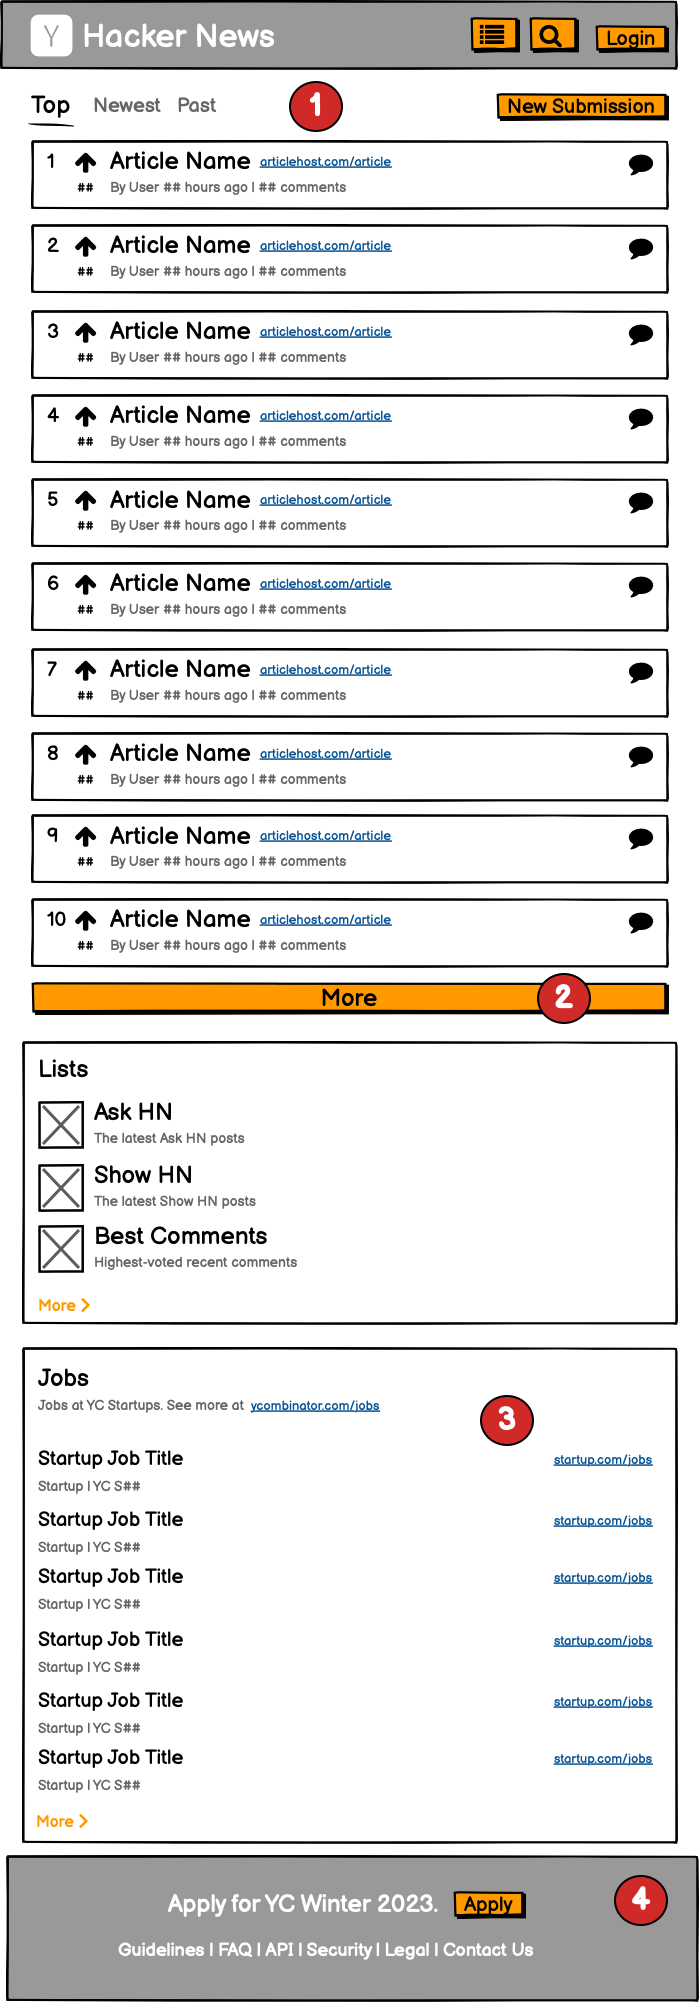 Y Hacker News Login
Top Newest Past 1 New Submission
1 Article Name articlehost.com/article
## By User ## hours ago | ## comments
2 Article Name articlehost.com/article
## By User ## hours ago | ## comments
3 Article Name articlehost.com/article
## By User ## hours ago | ## comments
4 Article Name articlehost.com/article
## By User ## hours ago | ## comments
5 Article Name articlehost.com/article
## By User ## hours ago | ## comments
6 Article Name articlehost.com/article
## By User ## hours ago | ## comments
7 Article Name articlehost.com/article
## By User ## hours ago | ## comments
8 Article Name articlehost.com/article
## By User ## hours ago | ## comments
9 Article Name articlehost.com/article
## By User ## hours ago | ## comments
10 Article Name articlehost.com/article
## By User ## hours ago | ## comments
More 2
Lists
Ask HN
The latest Ask HN posts
Show HN
The latest Show HN posts
Best Comments
Highest-voted recent comments
More
Jobs
Jobs at YC Startups. See more at ycombinator.com/jobs
3
Startup Job Title startup.com/jobs
Startup | YC S##
Startup Job Title startup.com/jobs
Startup | YC S##
Startup Job Title startup.com/jobs
Startup | YC S##
Startup Job Title startup.com/jobs
Startup | YC S##
Startup Job Title startup.com/jobs
Startup | YC S##
Startup Job Title startup.com/jobs
Startup | YC S##
More
Apply for YC Winter 2023. Apply 4
Guidelines | FAQ | API | Security | Legal | Contact Us